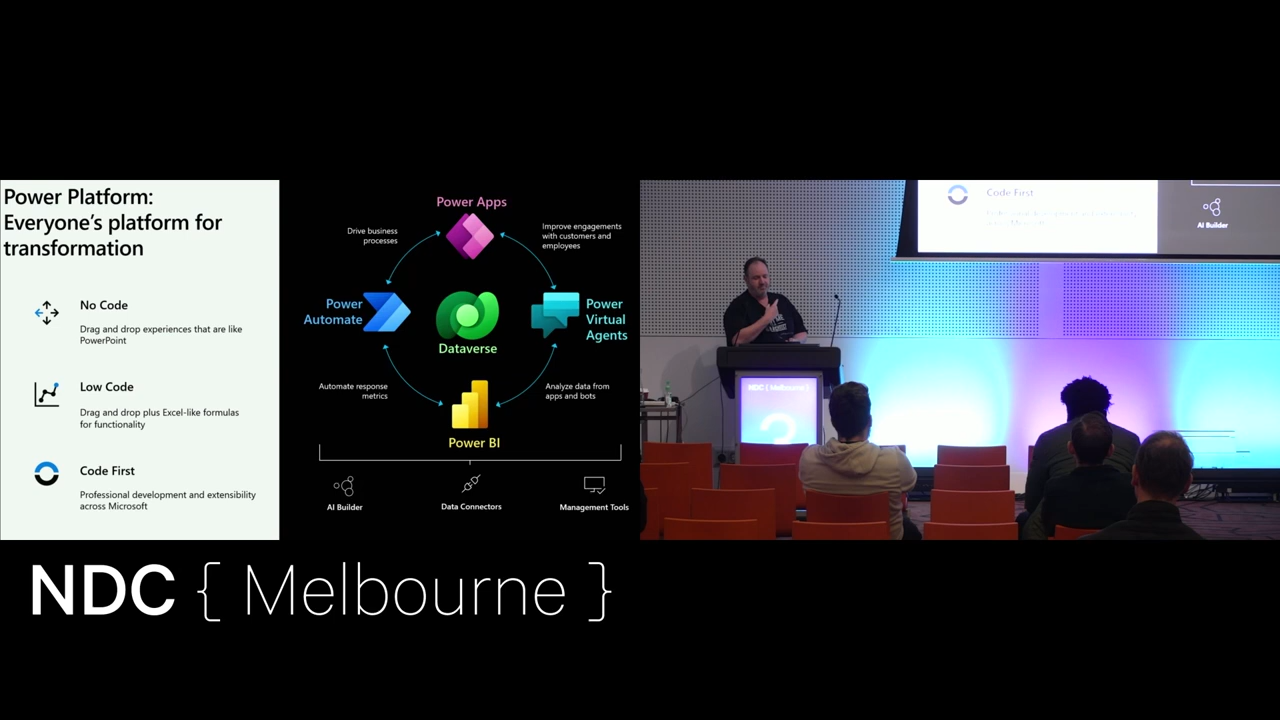 Power Platform:
Everyone's platform for
transformation
No Code
Drag and drop experiences that are like
PowerPoint
Low Code
Drag and drop plus Excel-like formulas
for functionality
Code First
Professional development and extensibility
across Microsoft
Power Apps
Drive business
processes
Improve engagements
with customers and
employees
Power
Automate
Dataverse
Power
Virtual
Agents
Automate response
metrics
Analyze data from
apps and bots
Power BI
AI Builder
Data Connectors
Management Tools
Code First
AI Builder
NDC { Melbourne }
NDC { Melbourne }